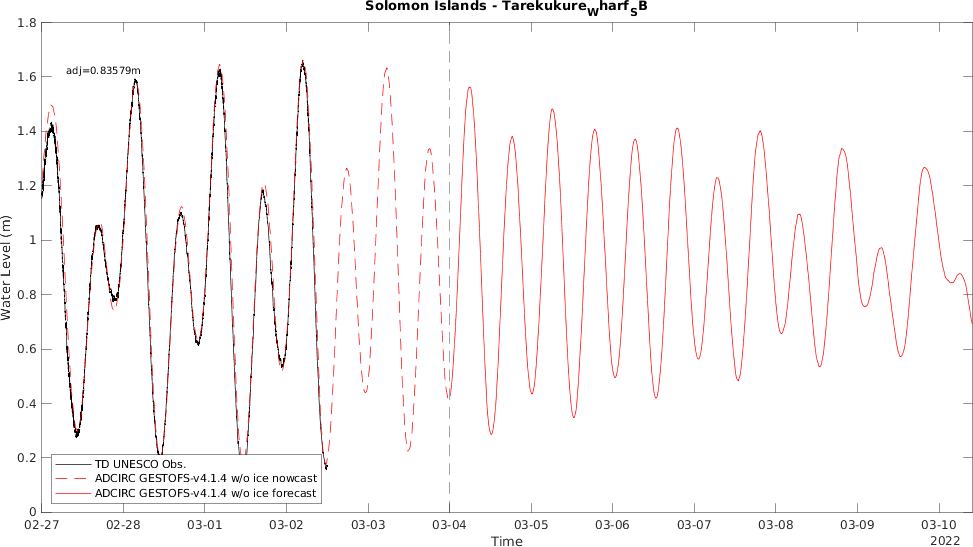 Solomon Islands - TarekukureWharfSB
1.8
1.6
1.4
1.2
1
0.8
0.6
0.4
0.2
0
Water Level (m)
adj=0.83579m
TD UNESCO Obs.
ADCIRC GESTOFS-v4.1.4 w/o ice nowcast
ADCIRC GESTOFS-v4.1.4 w/o ice forecast
02-27 02-28 03-01 03-02 03-03 03-04 03-05 03-06 03-07 03-08 03-09 03-10
Time
2022